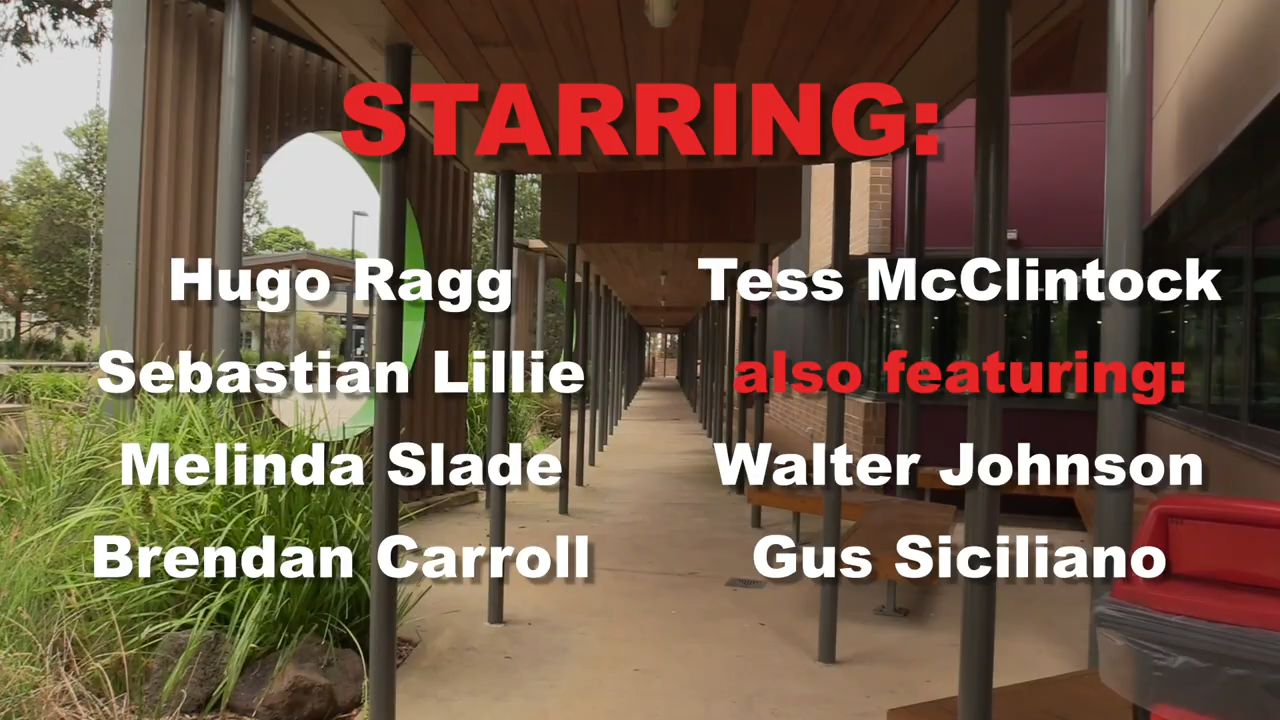 STARRING:
Hugo Ragg
Sebastian Lillie
Melinda Slade
Brendan Carroll
Tess McClintock
also featuring:
Walter Johnson
Gus Siciliano